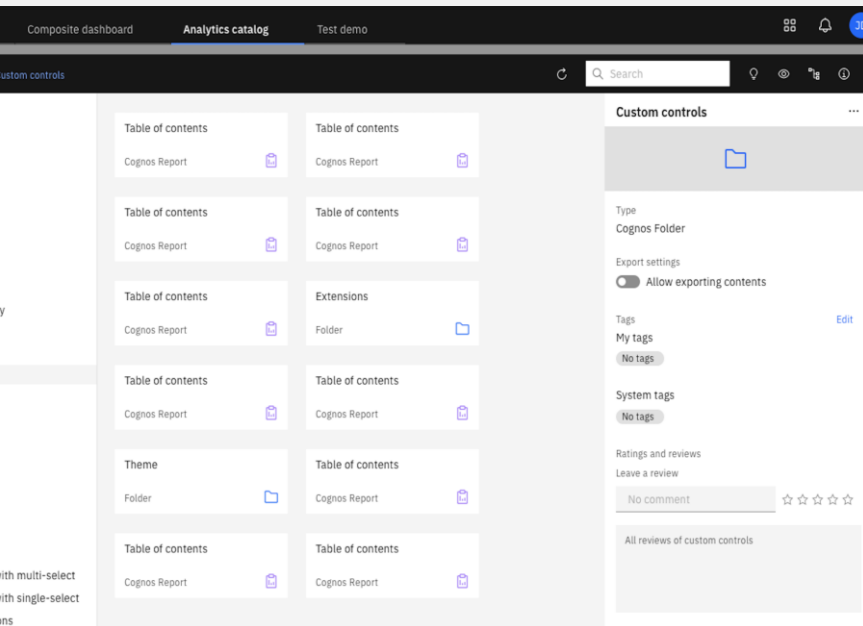 Composite dashboard
Analytics catalog
Test demo
custom controls
Search
Table of contents
Cognos Report
Table of contents
Cognos Report
Table of contents
Cognos Report
Table of contents
Cognos Report
Table of contents
Cognos Report
Extensions
Folder
Table of contents
Cognos Report
Table of contents
Cognos Report
Theme
Folder
Table of contents
Cognos Report
Table of contents
Cognos Report
Table of contents
Cognos Report
y
with multi-select
with single-select
ons
Custom controls
Type
Cognos Folder
Export settings
Allow exporting contents
Tags
Edit
My tags
No tags
System tags
No tags
Ratings and reviews
Leave a review
No comment
All reviews of custom controls